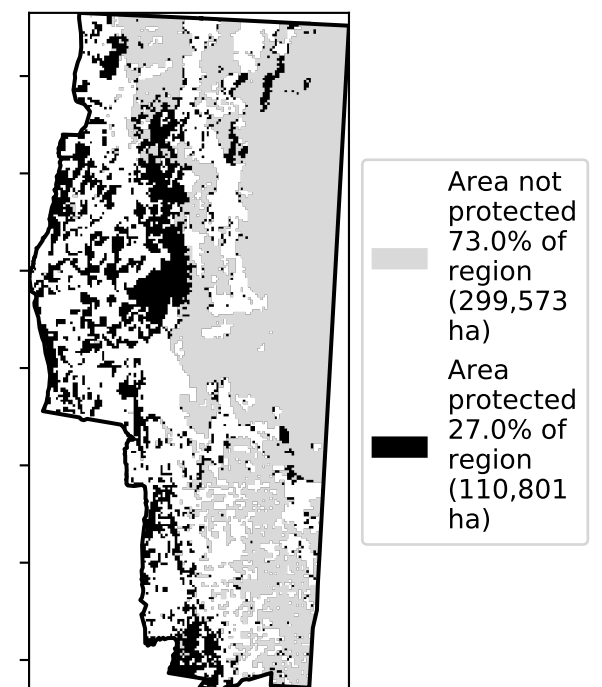 Area not
protected
73.0% of
region
(299,573
ha)
Area
protected
27.0% of
region
(110,801
ha)